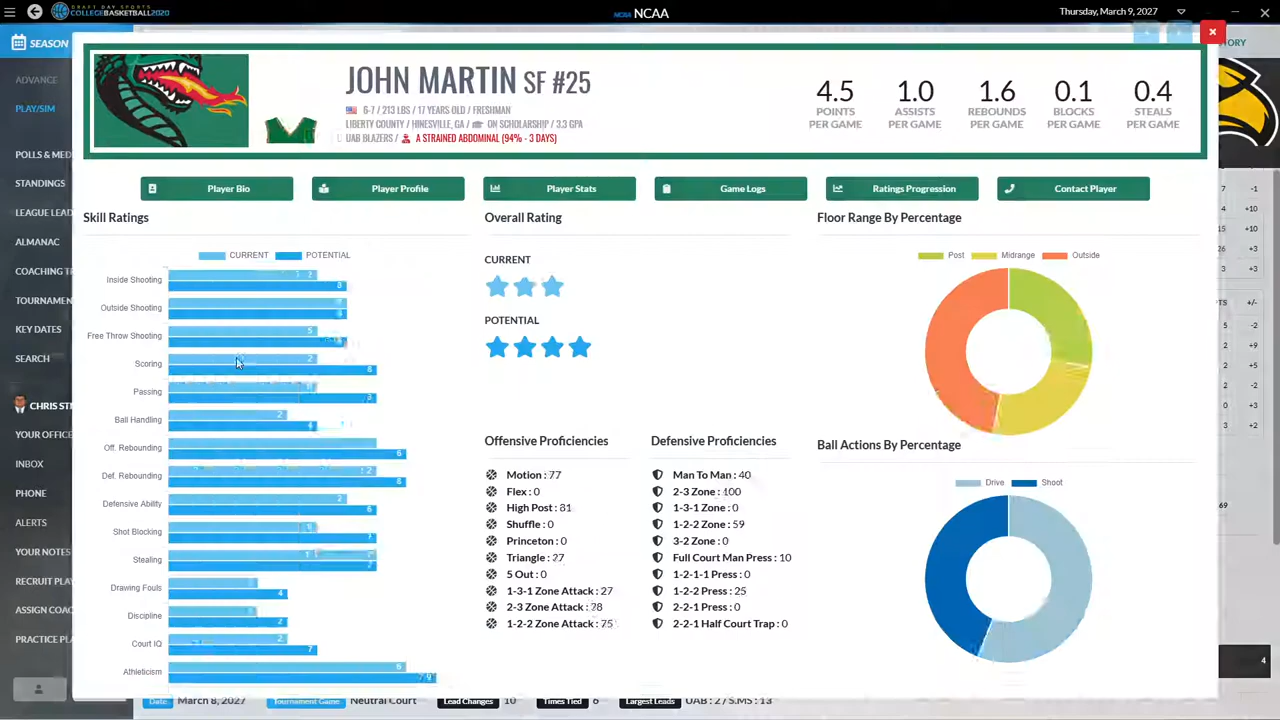 DRAFT DAY SPORTS
COLLEGEBASKETBALL2020
NCAA NCAA
Thursday, March 9, 2027
SEASON
ADVANCE
PLAY/SIM
POLLS & MED
STANDINGS
LEAGUE LEAD
ALMANAC
COACHING T
TOURNAMEN
KEY DATES
SEARCH
CHRIS ST
YOUR OFFICE
INBOX
PHONE
ALERTS
YOUR NOTES
RECRUIT PLAY
ASSIGN COAC
PRACTICE PLA
JOHN MARTIN SF #25
6-7 / 213 LBS / 17 YEARS OLD / FRESHMAN
LIBERTY COUNTY / HINESVILLE, GA / ON SCHOLARSHIP / 3.3 GPA
UAB BLAZERS / A STRAINED ABDOMINAL (94% - 3 DAYS)
4.5 1.0 1.6 0.1 0.4
POINTS ASSISTS REBOUNDS BLOCKS STEALS
PER GAME PER GAME PER GAME PER GAME PER GAME
Player Bio Player Profile Player Stats Game Logs Ratings Progression Contact Player
Skill Ratings
CURRENT POTENTIAL
Inside Shooting
Outside Shooting
Free Throw Shooting
Scoring
Passing
Ball Handling
Off. Rebounding
Def. Rebounding
Defensive Ability
Shot Blocking
Stealing
Drawing Fouls
Discipline
Court IQ
Athleticism
Overall Rating
CURRENT
POTENTIAL
Offensive Proficiencies
Motion : 77
Flex : 0
High Post : 81
Shuffle : 0
Princeton : 0
Triangle : 27
5 Out : 0
1-3-1 Zone Attack : 27
2-3 Zone Attack : 78
1-2-2 Zone Attack : 75
Defensive Proficiencies
Man To Man : 40
2-3 Zone : 100
1-3-1 Zone : 0
1-2-2 Zone : 59
3-2 Zone : 0
Full Court Man Press : 10
1-2-1-1 Press : 0
1-2-2 Press : 25
2-2-1 Press : 0
2-2-1 Half Court Trap : 0
Floor Range By Percentage
Post Midrange Outside
Ball Actions By Percentage
Drive Shoot
ORY
+/-
Date: March 8, 2027 Tournament Game Neutral Court Lead Changes 10 Times Tied 6 Largest Leads UAB : 2 / S.MS : 13